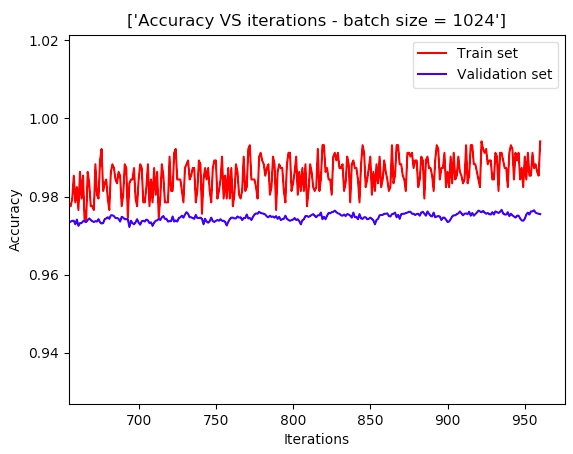 ['Accuracy VS iterations - batch size = 1024']
Train set
Validation set
1.02
1.00
0.98
0.96
0.94
Accuracy
700
750
800
850
900
950
Iterations